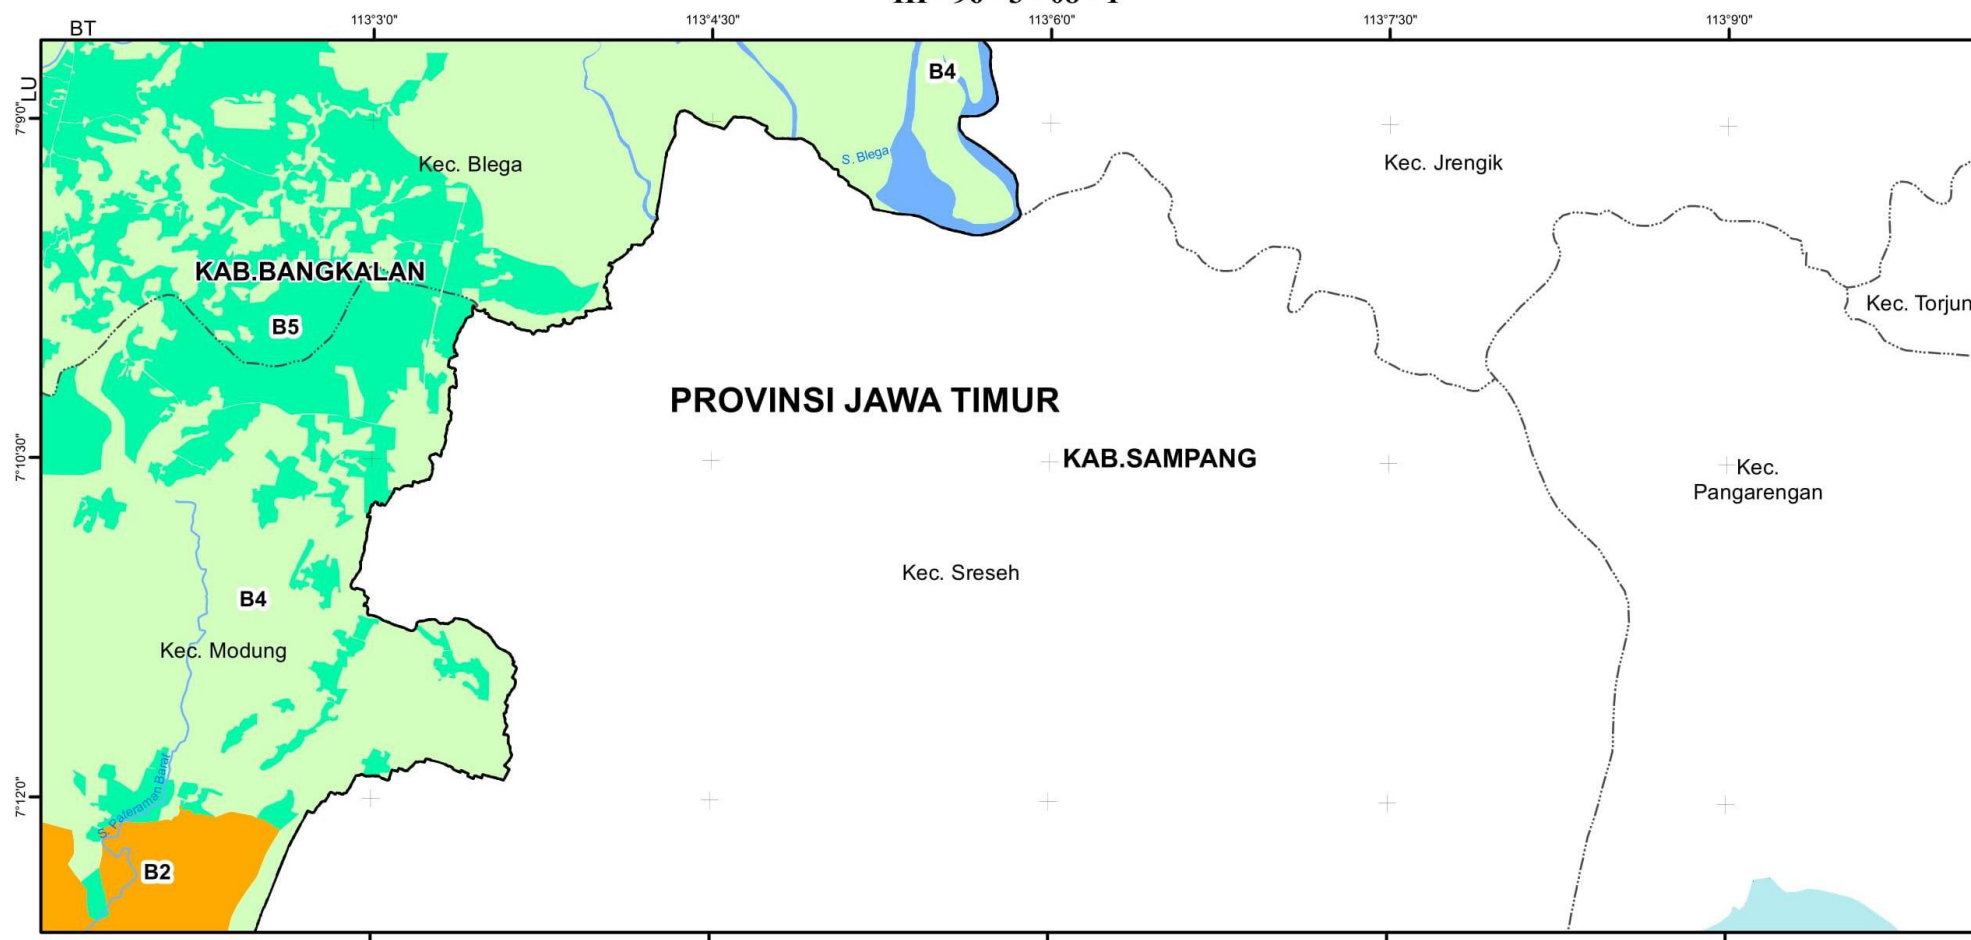 BT
113°3'0"
113°4'30"
113°6'0"
113°7'30"
113°9'0"
LU
7°9'0"
B4
S. Blega
Kec. Blega
Kec. Jrengik
KAB.BANGKALAN
B5
Kec. Torjun
PROVINSI JAWA TIMUR
7°10'30"
KAB.SAMPANG
Kec.
Pangarengan
Kec. Sreseh
B4
Kec. Modung
7°12'0"
S. Pateraman Barat
B2